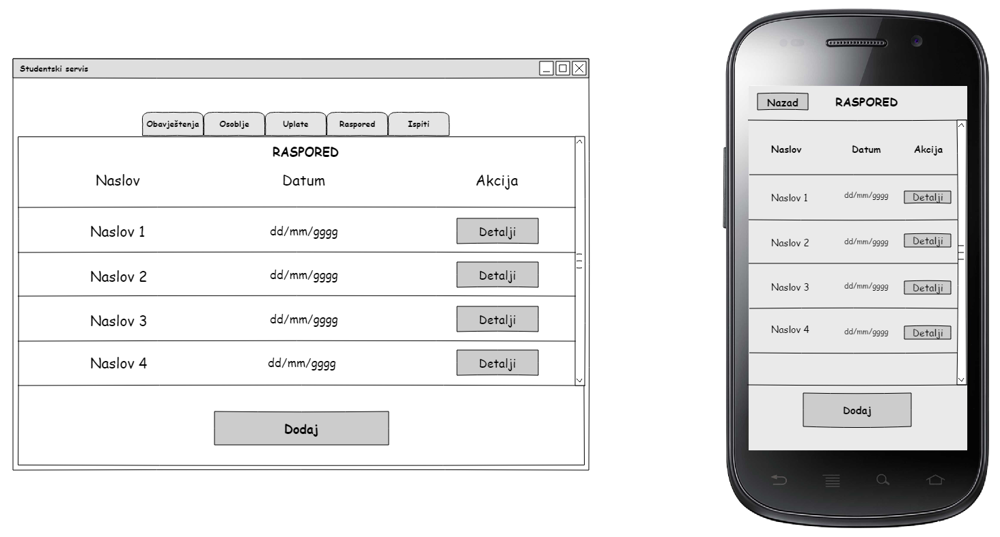 Studentski servis
Obavještenja Osoblje Uplate Raspored Ispiti
RASPORED
Naslov Datum Akcija
Naslov 1 dd/mm/gggg Detalji
Naslov 2 dd/mm/gggg Detalji
Naslov 3 dd/mm/gggg Detalji
Naslov 4 dd/mm/gggg Detalji
Dodaj
Nazad RASPORED
Naslov Datum Akcija
Naslov 1 dd/mm/gggg Detalji
Naslov 2 dd/mm/gggg Detalji
Naslov 3 dd/mm/gggg Detalji
Naslov 4 dd/mm/gggg Detalji
Dodaj